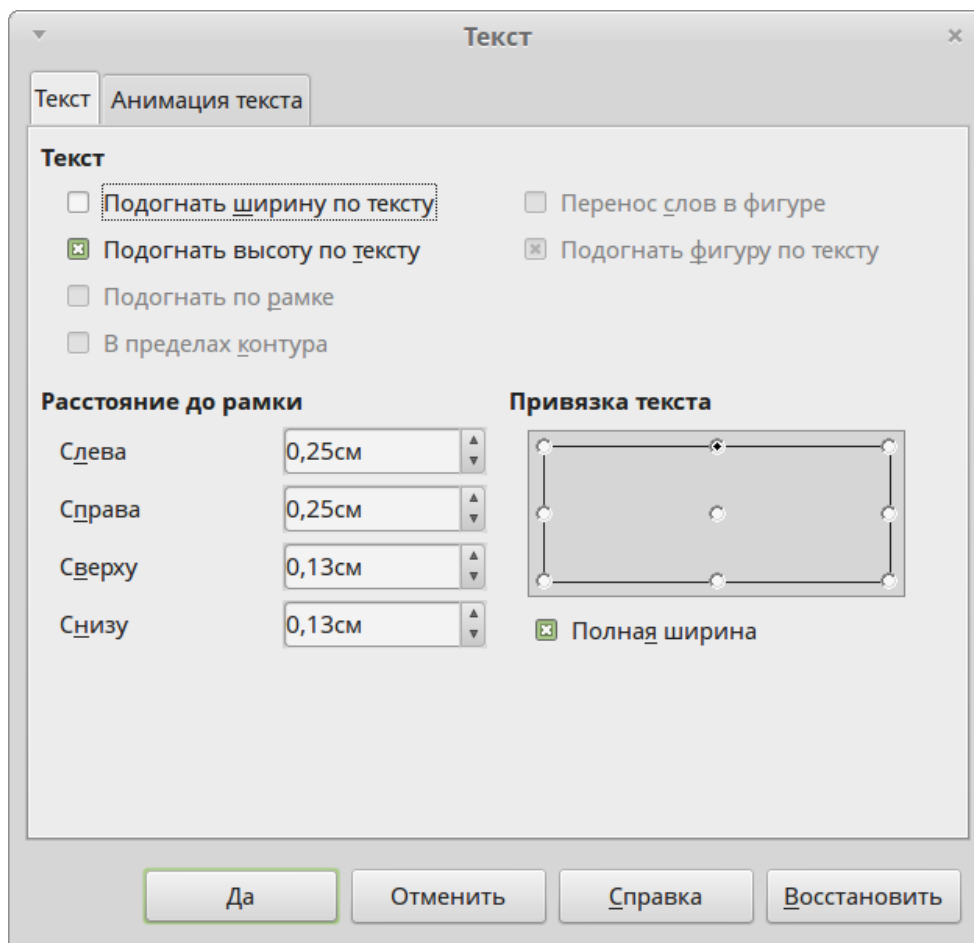 Текст
Текст Анимация текста
Текст
Подогнать ширину по тексту Перенос слов в фигуре
Подогнать высоту по тексту Подогнать фигуру по тексту
Подогнать по рамке
В пределах контура
Расстояние до рамки Привязка текста
Слева 0,25см
Справа 0,25см
Сверху 0,13см
Снизу 0,13см Полная ширина
Да Отменить Справка Восстановить